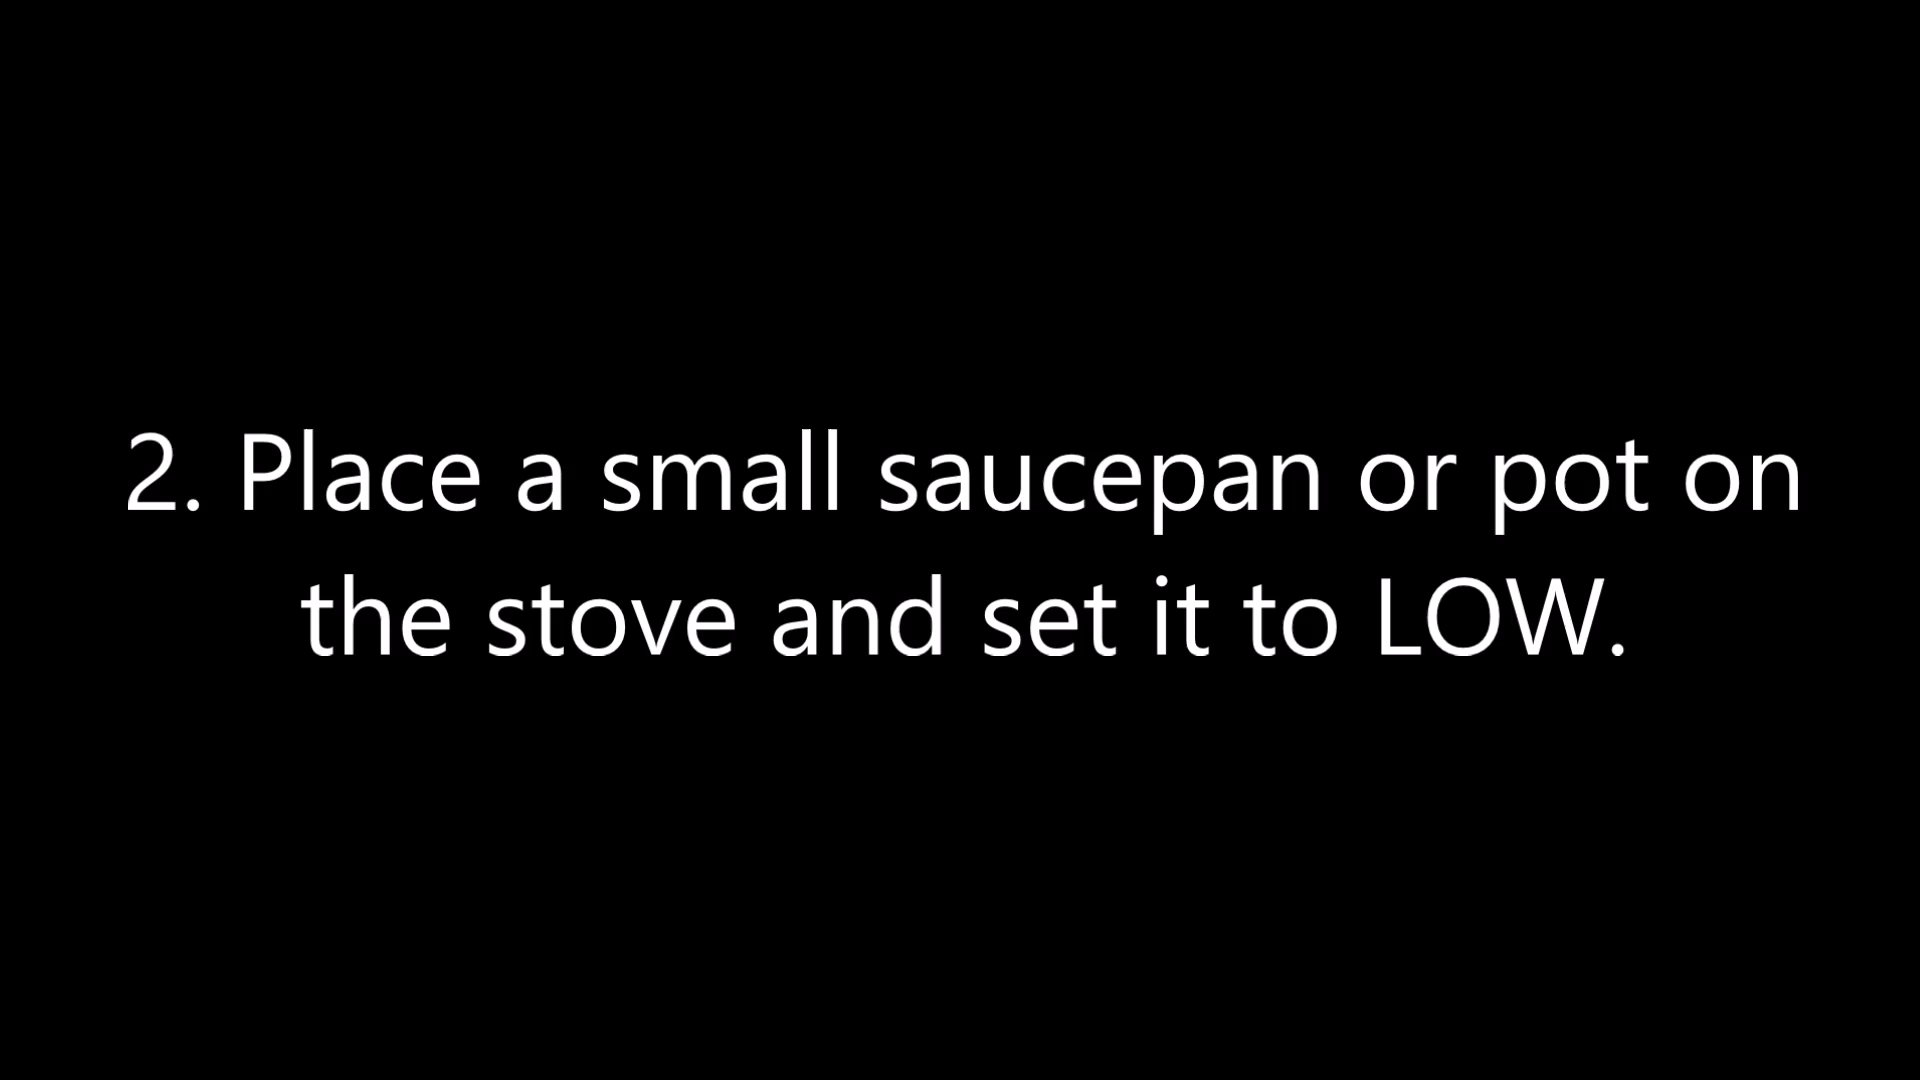 2. Place a small saucepan or pot on
the stove and set it to LOW.